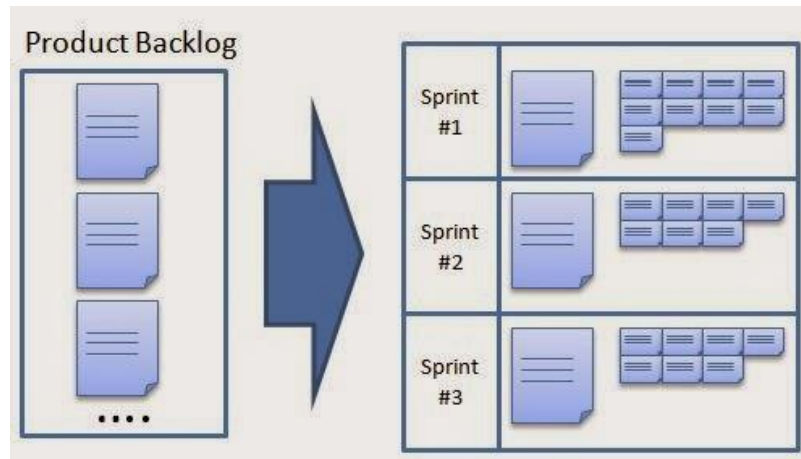 Product Backlog
....
Sprint
#1
Sprint
#2
Sprint
#3